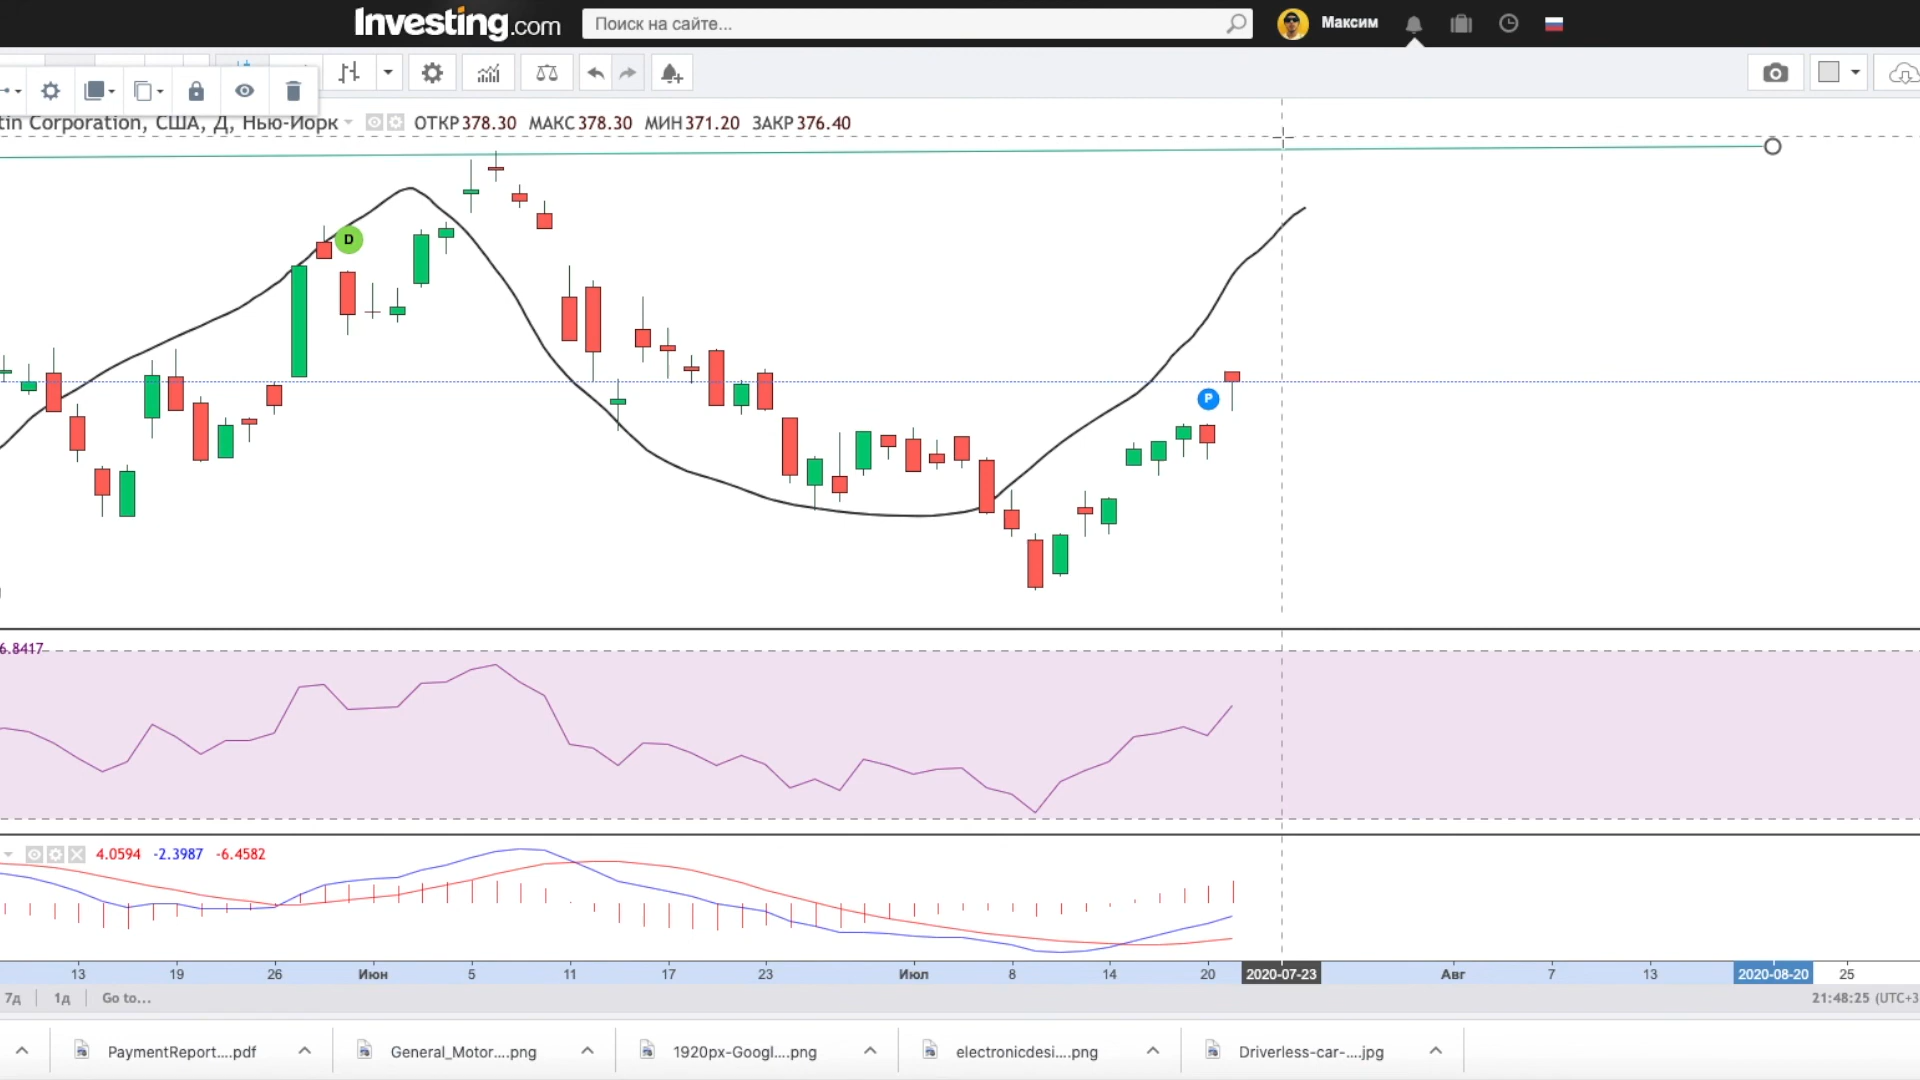 Investing.com
Поиск на сайте...
Максим
tin Corporation, США, Д, Нью-Йорк ОТКР 378.30 МАКС 378.30 МИН 371.20 ЗАКР 376.40
D
P
6.8417
4.0594 -2.3987 -6.4582
13 19 26 Июн 5 11 17 23 Июл 8 14 20 2020-07-23 Авг 7 13 2020-08-20 25
7д 1д Go to... 21:48:25 (UTC+3
PaymentReport....pdf General_Motor....png 1920px-Googl....png electronicdesi....png Driverless-car-....jpg